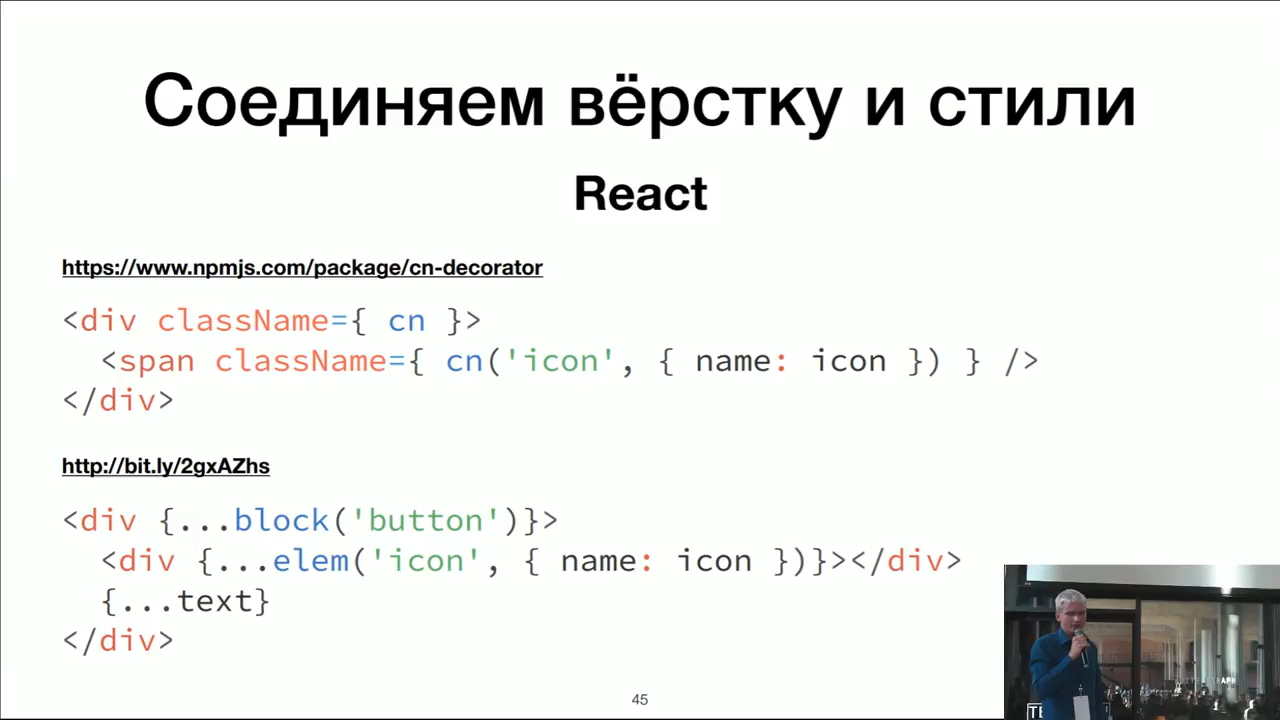 Соединяем вёрстку и стили
React
https://www.npmjs.com/package/cn-decorator
<div className={ cn }>
<span className={ cn('icon', { name: icon }) } />
</div>
http://bit.ly/2gxAZhs
<div {...block('button')}>
<div {...elem('icon', { name: icon })}></div>
{...text}
</div>
45